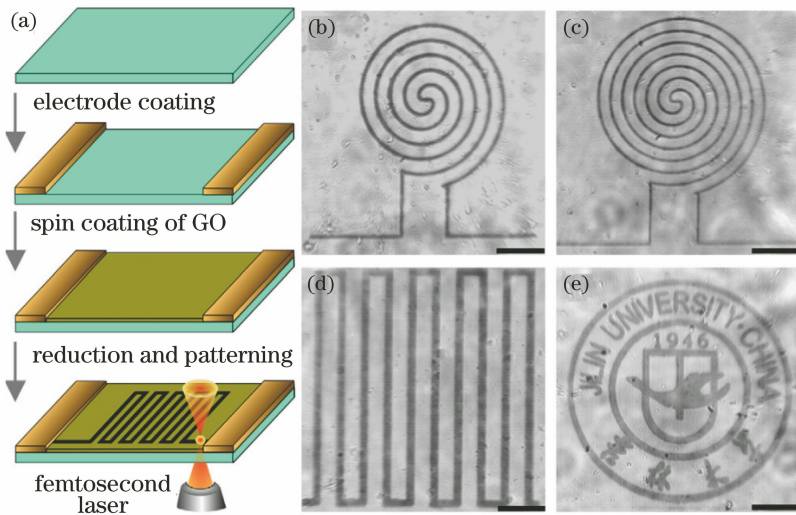 (a)
electrode coating
spin coating of GO
reduction and patterning
femtosecond
laser
(b)
(c)
(d)
(e)
JILIN UNIVERSITY·CHINA
1946